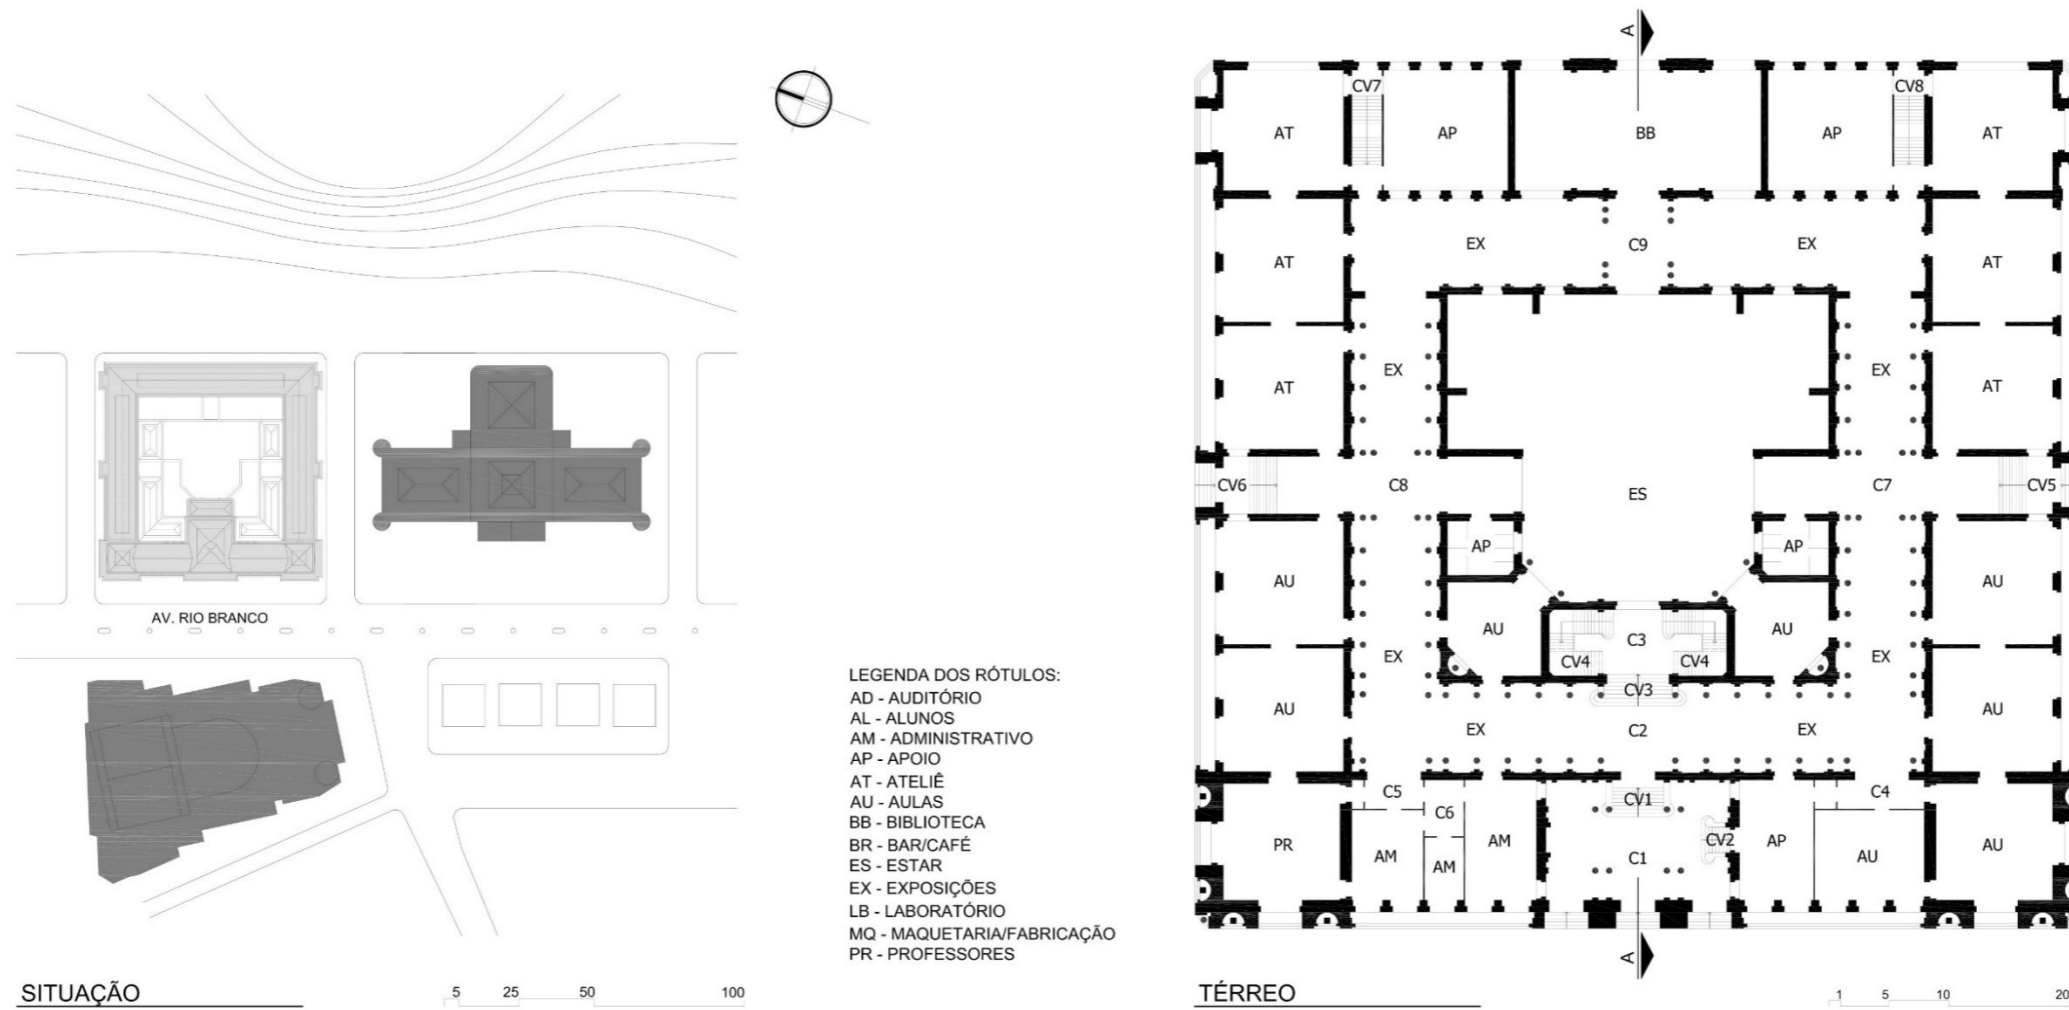 A
CV7
CV8
AT
AP
BB
AP
AT
EX
C9
EX
AT
AT
EX
EX
AT
AT
CV6
C8
ES
C7
CV5
AP
AP
AU
AU
AU
AU
C3
CV4
CV4
EX
EX
CV3
AU
AU
EX
C2
EX
C5
CV1
C4
C6
PR
AM
AM
AM
C1
CV2
AP
AU
AU
A
AV. RIO BRANCO
LEGENDA DOS RÓTULOS:
AD - AUDITÓRIO
AL - ALUNOS
AM - ADMINISTRATIVO
AP - APOIO
AT - ATELIÊ
AU - AULAS
BB - BIBLIOTECA
BR - BAR/CAFÉ
ES - ESTAR
EX - EXPOSIÇÕES
LB - LABORATÓRIO
MQ - MAQUETARIA/FABRICAÇÃO
PR - PROFESSORES
SITUAÇÃO
5 25 50 100
TÉRREO
1 5 10 20